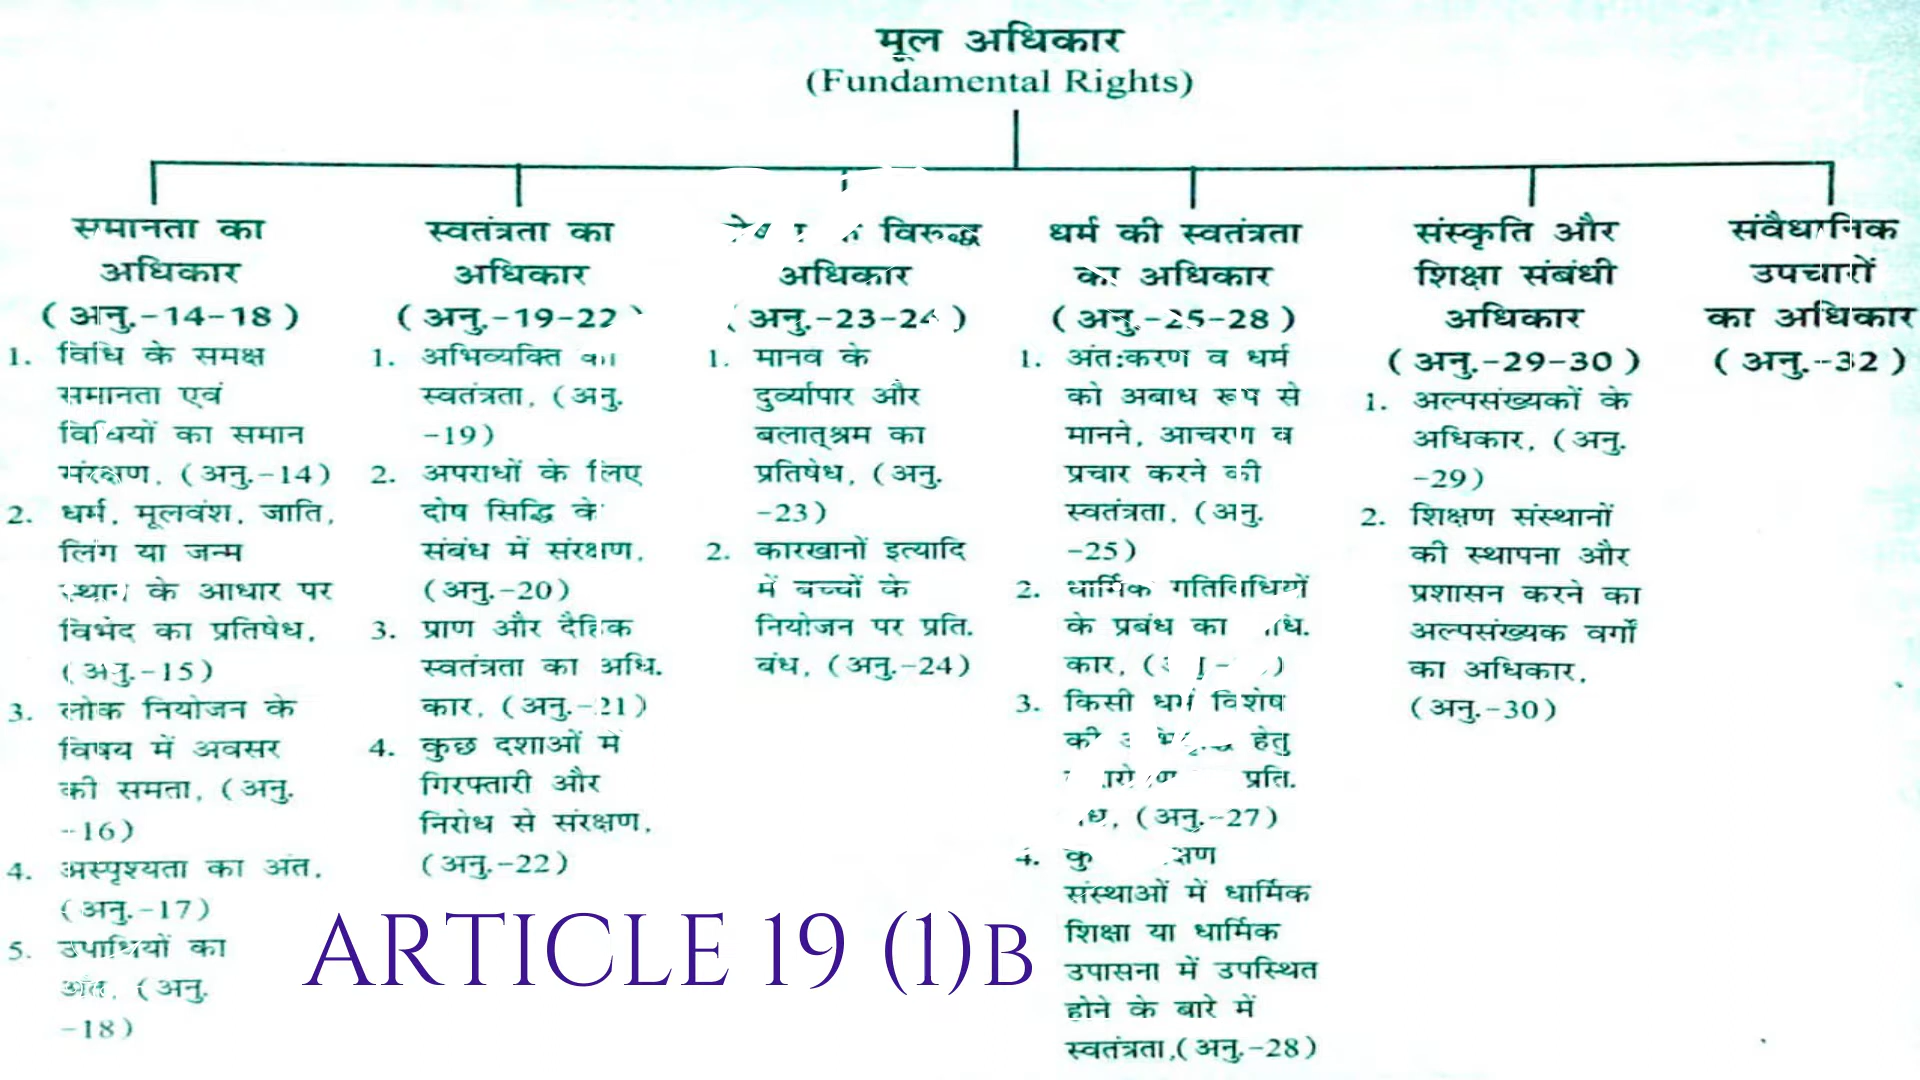 मूल अधिकार
(Fundamental Rights)
समानता का
अधिकार
(अनु.-14-18)
1. विधि के समक्ष
समानता एवं
विधियों का समान
संरक्षण, (अनु.-14)
2. धर्म, मूलवंश, जाति,
लिंग या जन्म
स्थान के आधार पर
विभेद का प्रतिषेध,
(अनु.-15)
3. लोक नियोजन के
विषय में अवसर
की समता, (अनु.
-16)
4. अस्पृश्यता का अंत,
(अनु.-17)
5. उपाधियों का
अंत, (अनु.
-18)
स्वतंत्रता का
अधिकार
(अनु.-19-22
1. अभिव्यक्ति का
स्वतंत्रता, (अनु.
-19)
2. अपराधों के लिए
दोष सिद्धि के
संबंध में संरक्षण,
(अनु.-20)
3. प्राण और दैहिक
स्वतंत्रता का अधि.
कार, (अनु.-21)
4. कुछ दशाओं में
गिरफ्तारी और
निरोध से संरक्षण,
(अनु.-22)
विरुद्ध
अधिकार
(अनु.-23-24)
1. मानव के
दुर्व्यापार और
बलात्श्रम का
प्रतिषेध, (अनु.
-23)
2. कारखानों इत्यादि
में बच्चों के
नियोजन पर प्रति.
बंध, (अनु.-24)
धर्म की स्वतंत्रता
का अधिकार
(अनु.-25-28)
1. अंत:करण व धर्म
को अबाध रूप से
मानने, आचरण व
प्रचार करने की
स्वतंत्रता, (अनु.
-25)
2. धार्मिक गतिविधियों
के प्रबंध का
कार,
3. किसी धर्म विशेष
की हेतु
प्रति.
(अनु.-27)
4.
संस्थाओं में धार्मिक
शिक्षा या धार्मिक
उपासना में उपस्थित
होने के बारे में
स्वतंत्रता,(अनु.-28)
संस्कृति और
शिक्षा संबंधी
अधिकार
(अनु.-29-30)
1. अल्पसंख्यकों के
अधिकार, (अनु.
-29)
2. शिक्षण संस्थानों
की स्थापना और
प्रशासन करने का
अल्पसंख्यक वर्गों
का अधिकार,
(अनु.-30)
संवैधानिक
उपचारों
का अधिकार
(अनु.-32)
ARTICLE 19 (1)B